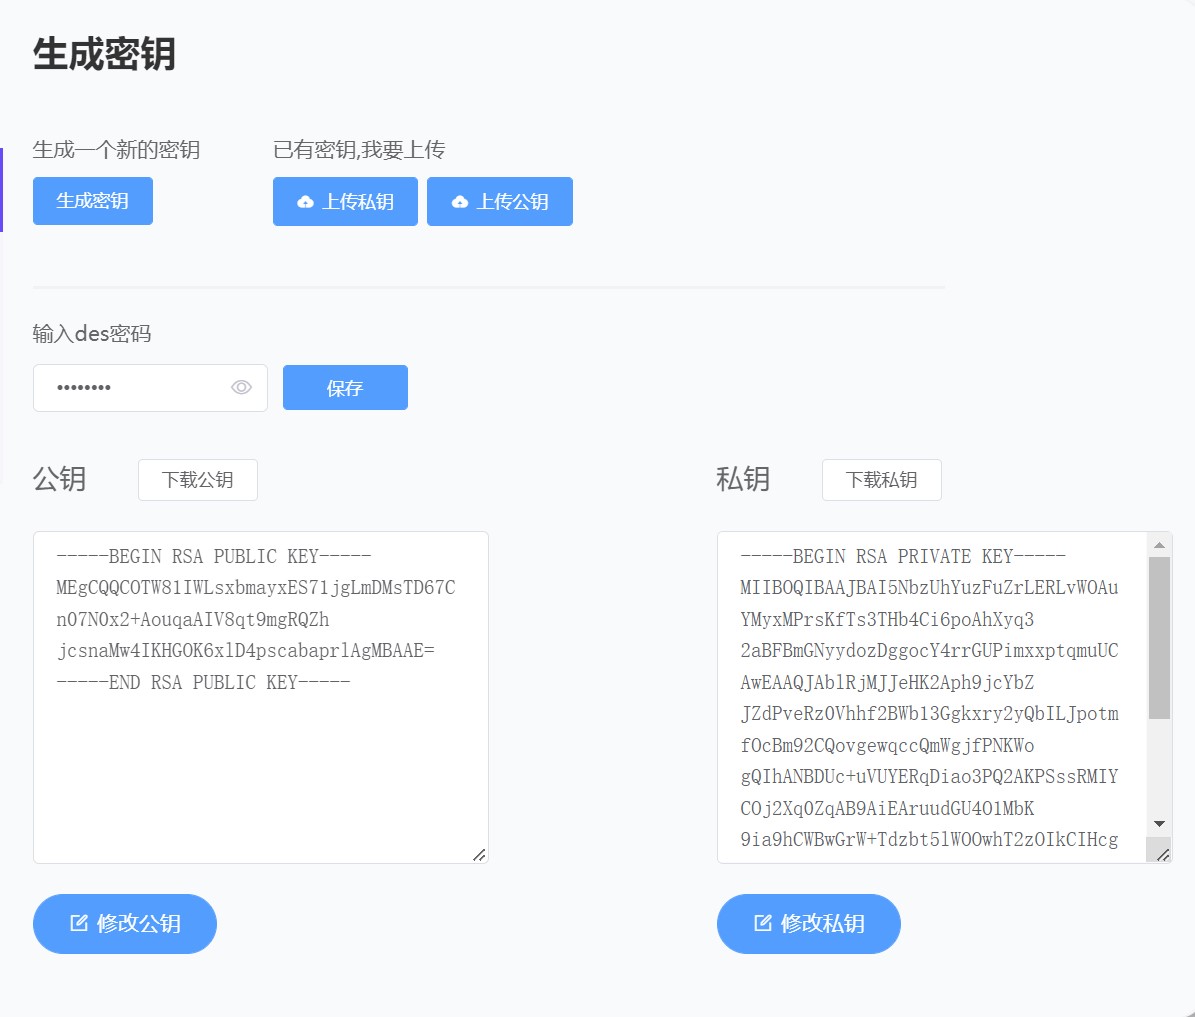 生成密钥
生成一个新的密钥
已有密钥,我要上传
生成密钥
上传私钥
上传公钥
输入des密码
••••••••
保存
公钥
下载公钥
-----BEGIN RSA PUBLIC KEY-----
MEgCQQCOTW81IWLsxbmayxES71jgLmDMsTD67C
n07N0x2+AouqaAIV8qt9mgRQZh
jcsnaMw4IKHGOK6xlD4pscabaprlAgMBAAE=
-----END RSA PUBLIC KEY-----
修改公钥
私钥
下载私钥
-----BEGIN RSA PRIVATE KEY-----
MIIBOQIBAAJBAI5NbzUhYuzFuZrLERLvWOAu
YMyxMPrsKfTs3THb4Ci6poAhXyq3
2aBFBmGNyydozDggocY4rrGUPimxxptqmuUC
AwEAAQJAblRjMJJeHK2Aph9jcYbZ
JZdPveRz0Vhhf2BWb13Ggkxry2yQbILJpotm
fOcBm92CQovgewqccQmWgjfPNKWo
gQIhANBDUc+uVUYERqDiao3PQ2AKPSssRMIY
COj2Xq0ZqAB9AiEAruudGU4O1MbK
9ia9hCWBwGrW+Tdzbt5lWOOwhT2zOIkCIHcg
修改私钥